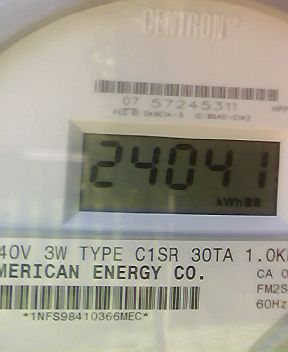 CENTRON
07 57245311
24041
kWh
40V 3W TYPE C1SR 30TA 1.0K
MERICAN ENERGY CO.
CA 0
FM2S
60Hz
*1NFS98410366MEC*